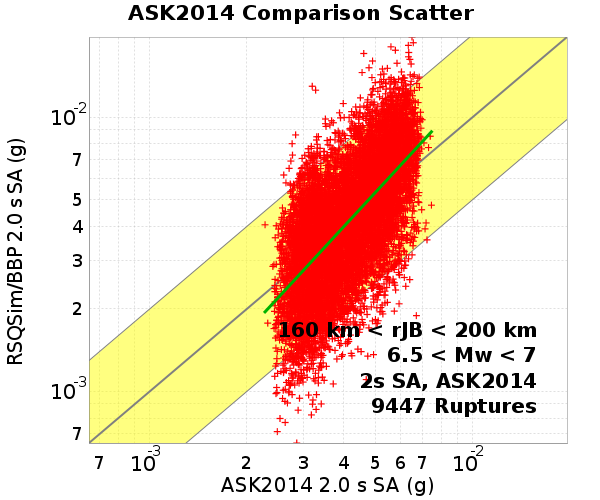 ASK2014 Comparison Scatter
RSQSim/BBP 2.0 s SA (g)
10-2
7
5
4
3
2
10-3
7
160 km < rJB < 200 km
6.5 < Mw < 7
2s SA, ASK2014
9447 Ruptures
7 10-3 2 3 4 5 6 7 10-2
ASK2014 2.0 s SA (g)